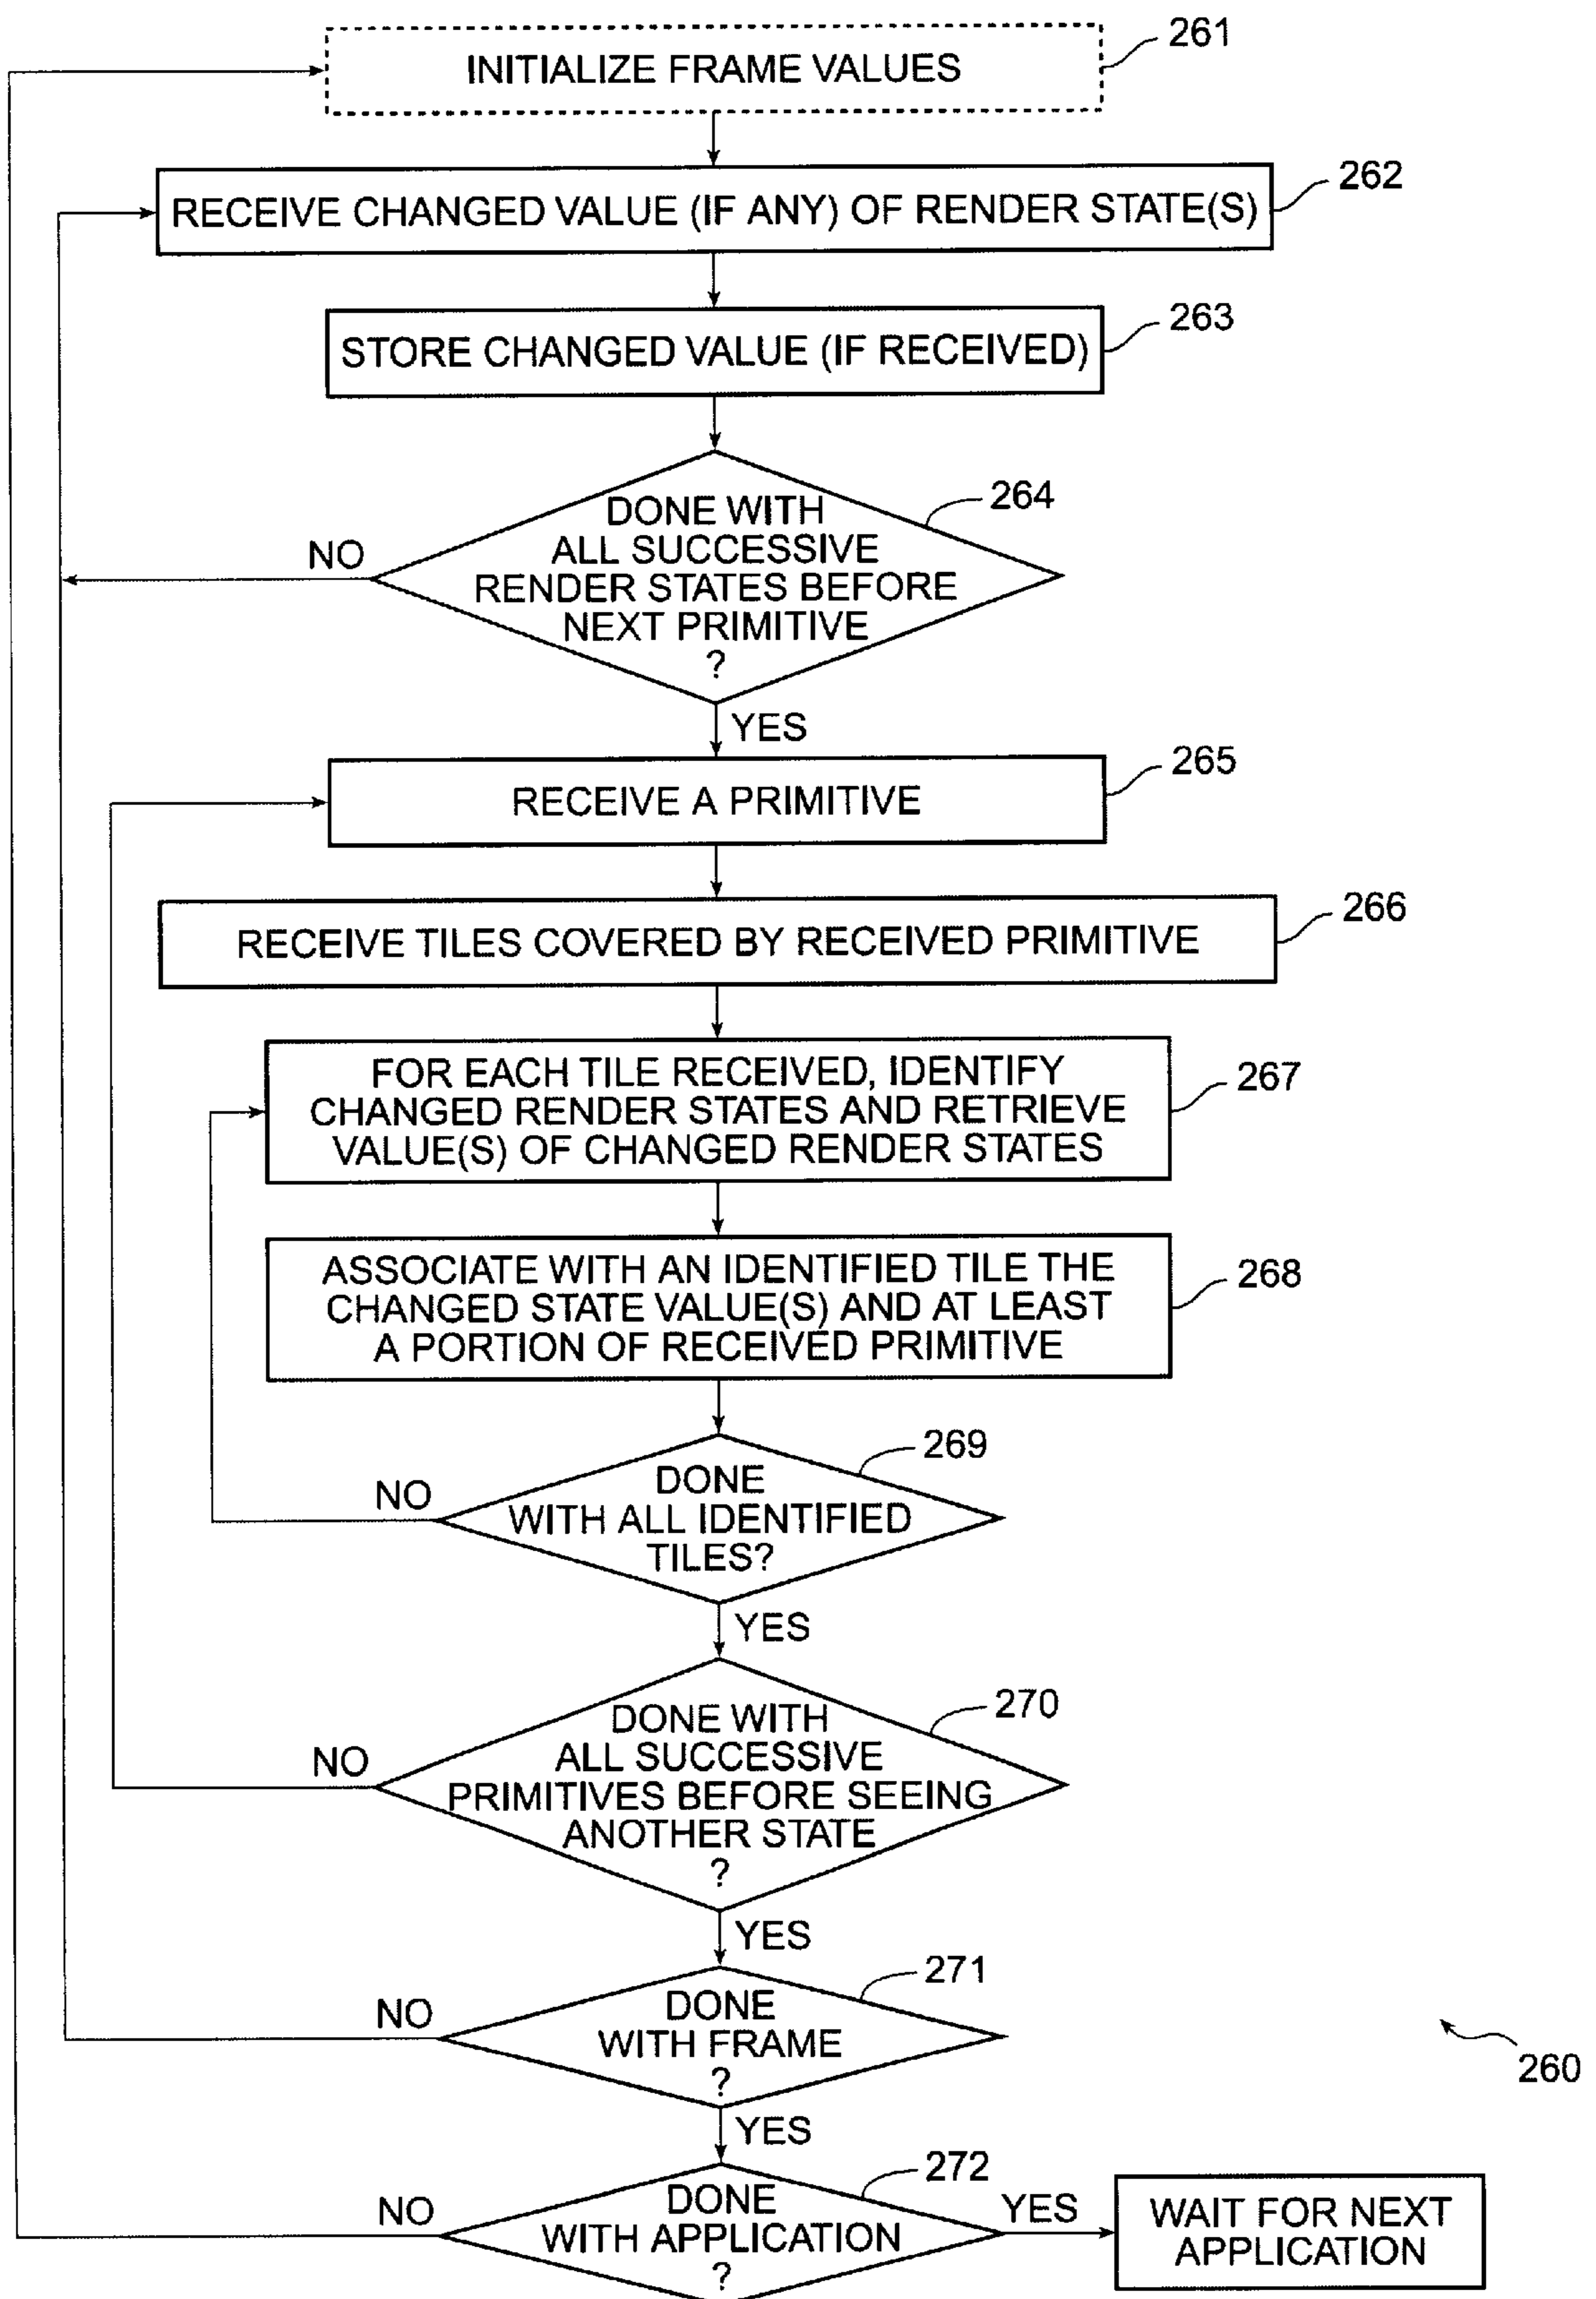 INITIALIZE FRAME VALUES
261
RECEIVE CHANGED VALUE (IF ANY) OF RENDER STATE(S)
262
STORE CHANGED VALUE (IF RECEIVED)
263
DONE WITH
ALL SUCCESSIVE
RENDER STATES BEFORE
NEXT PRIMITIVE
?
264
NO
YES
RECEIVE A PRIMITIVE
265
RECEIVE TILES COVERED BY RECEIVED PRIMITIVE
266
FOR EACH TILE RECEIVED, IDENTIFY
CHANGED RENDER STATES AND RETRIEVE
VALUE(S) OF CHANGED RENDER STATES
267
ASSOCIATE WITH AN IDENTIFIED TILE THE
CHANGED STATE VALUE(S) AND AT LEAST
A PORTION OF RECEIVED PRIMITIVE
268
DONE
WITH ALL IDENTIFIED
TILES?
269
NO
YES
DONE WITH
ALL SUCCESSIVE
PRIMITIVES BEFORE SEEING
ANOTHER STATE
?
270
NO
YES
DONE
WITH FRAME
?
271
NO
YES
260
DONE
WITH APPLICATION
?
272
NO
YES
WAIT FOR NEXT
APPLICATION